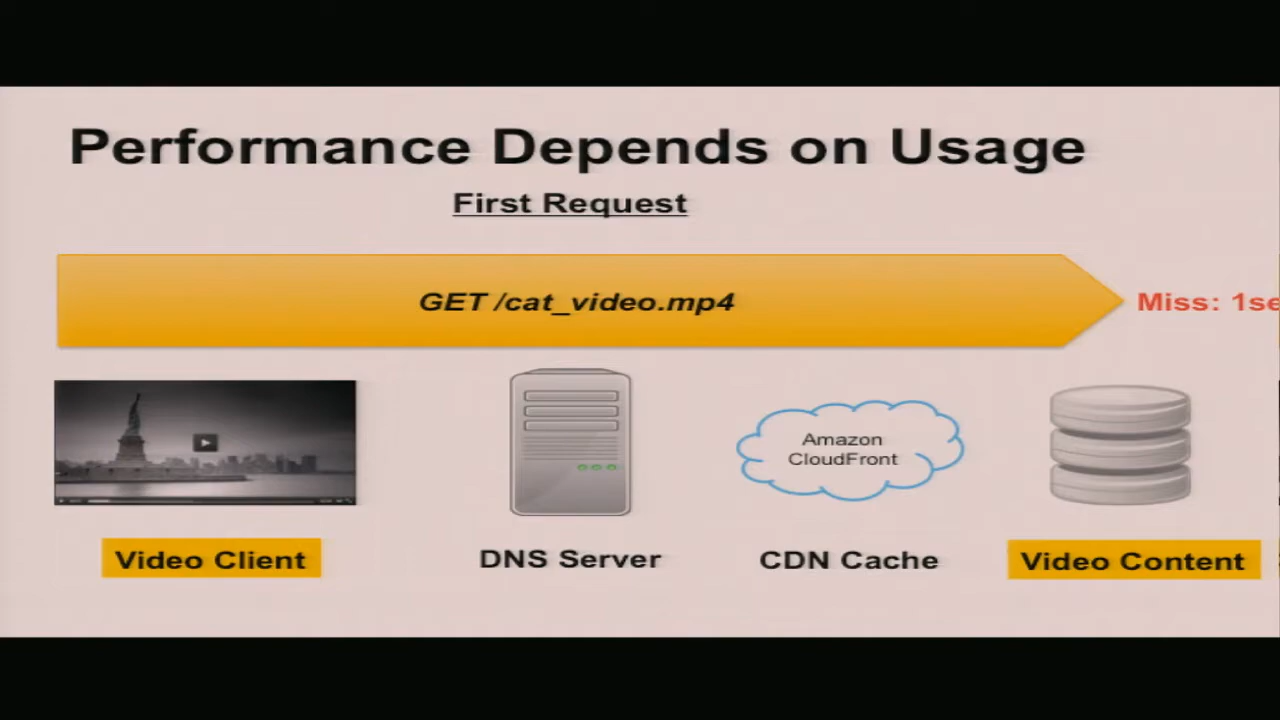 Performance Depends on Usage
First Request
GET /cat_video.mp4
Miss: 1se
Amazon
CloudFront
Video Client
DNS Server
CDN Cache
Video Content